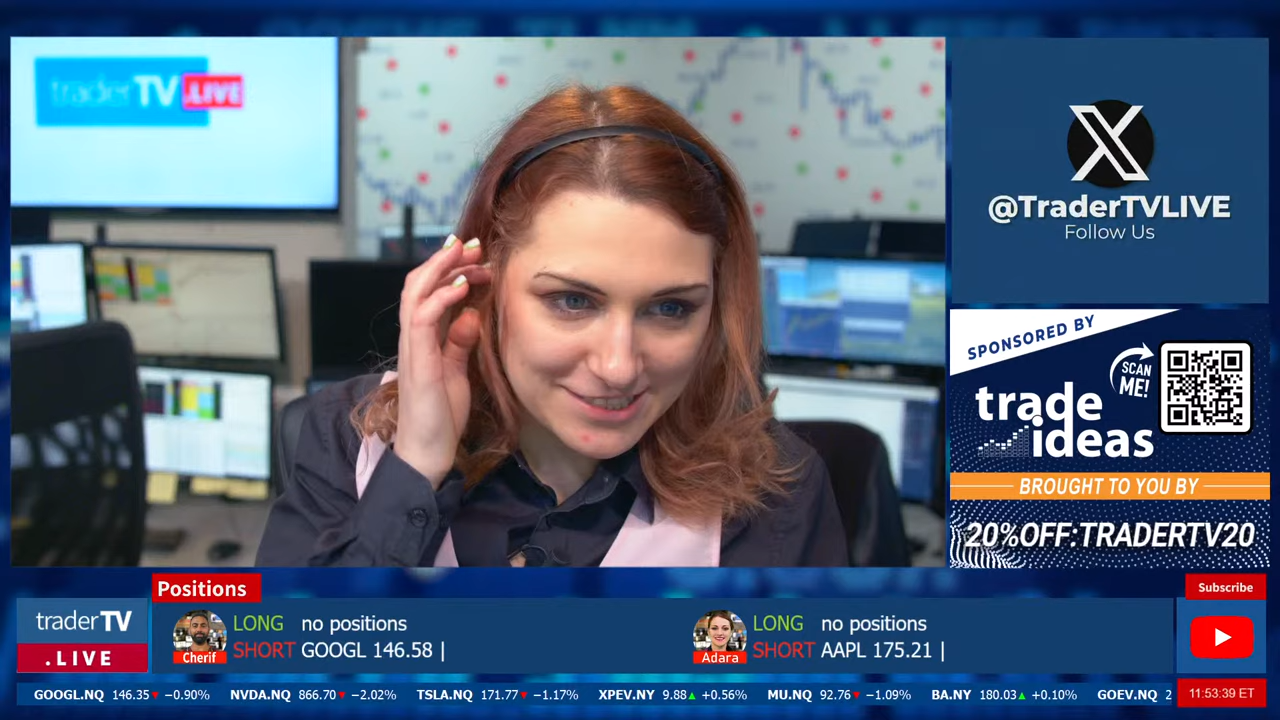 traderTV.LIVE
@TraderTVLIVE
Follow Us
SPONSORED BY
SCAN
ME!
trade
ideas
BROUGHT TO YOU BY
20%OFF:TRADERTV20
Positions
Subscribe
traderTV
.LIVE
Cherif
LONG no positions
SHORT GOOGL 146.58 |
Adara
LONG no positions
SHORT AAPL 175.21 |
GOOGL.NQ 146.35▼ −0.90% NVDA.NQ 866.70▼ −2.02% TSLA.NQ 171.77▼ −1.17% XPEV.NY 9.88▲ +0.56% MU.NQ 92.76▼ −1.09% BA.NY 180.03▲ +0.10% GOEV.NQ 2
11:53:39 ET